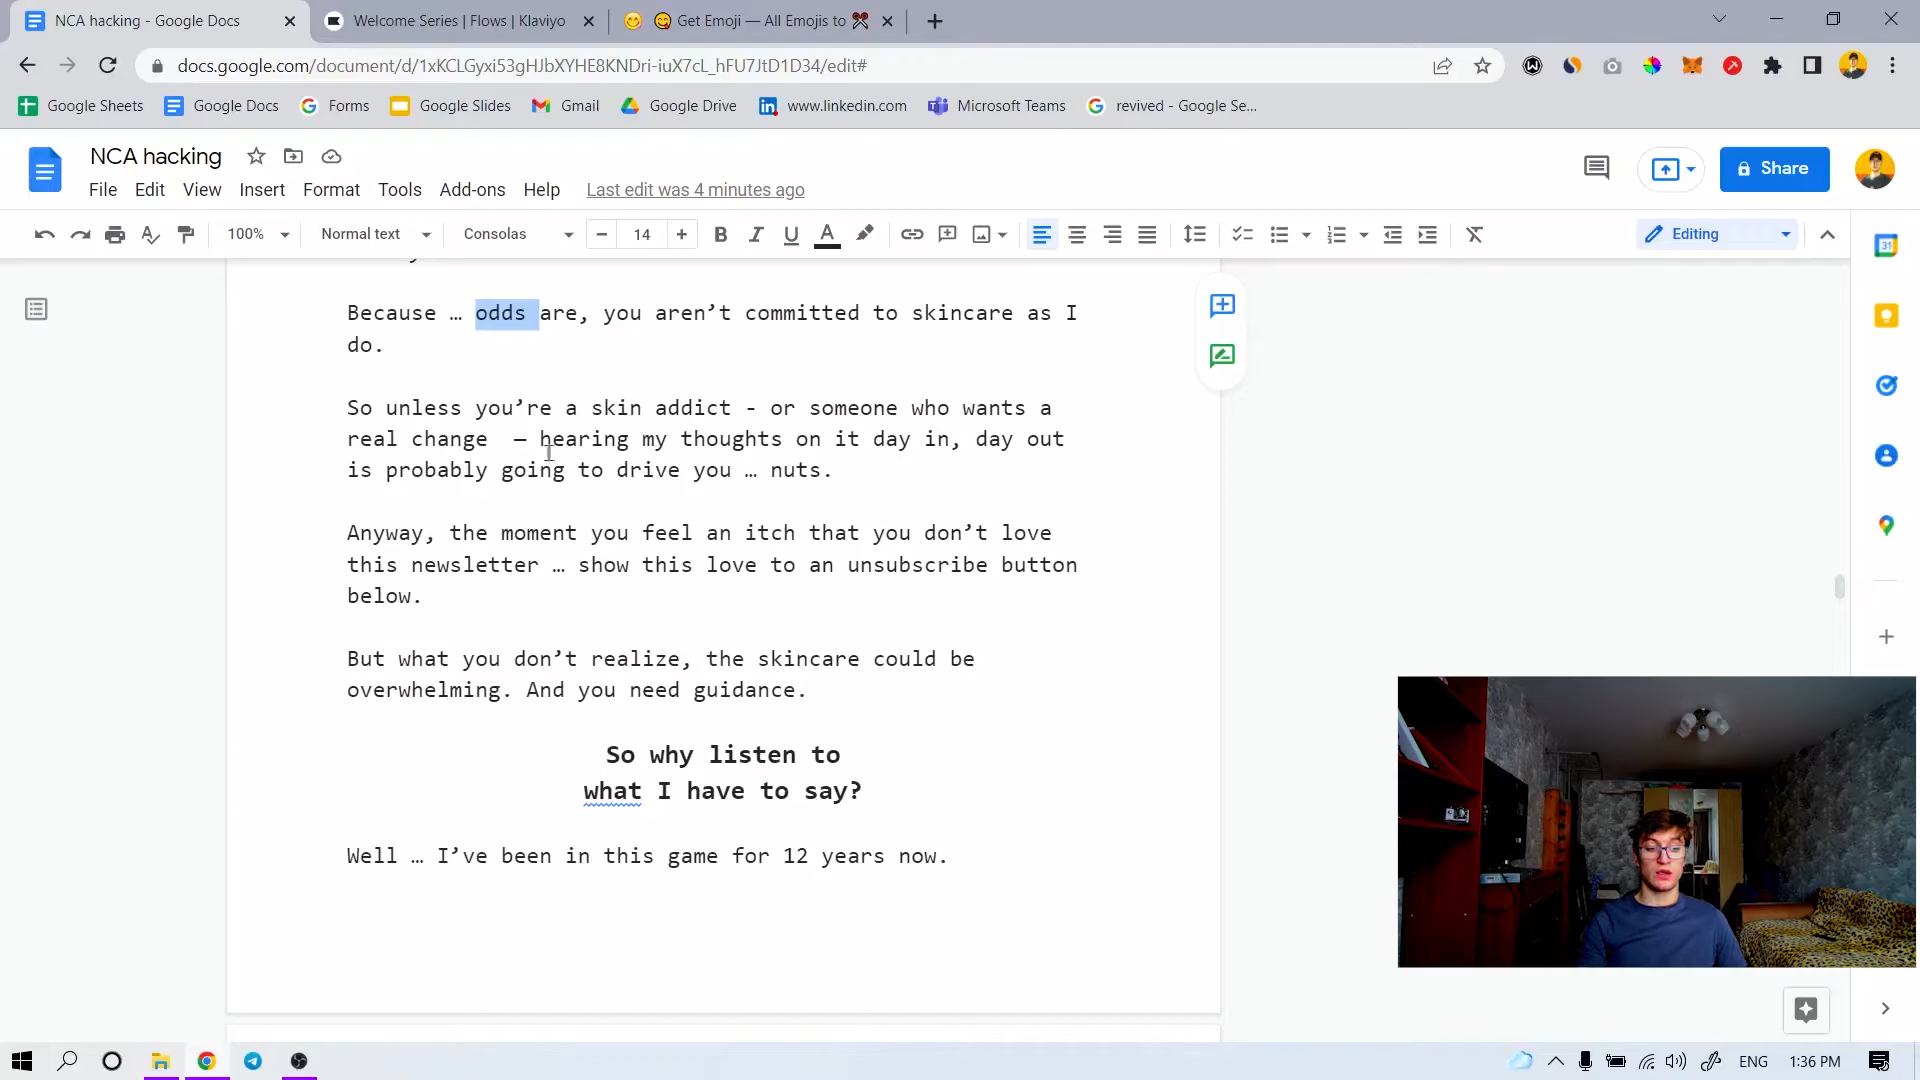 NCA hacking - Google Docs
Welcome Series | Flows | Klaviyo
Get Emoji — All Emojis to ✂
docs.google.com/document/d/1xKCLGyxi53gHJbXYHE8KNDri-iuX7cL_hFU7JtD1D34/edit#
Google Sheets
Google Docs
Forms
Google Slides
Gmail
Google Drive
www.linkedin.com
Microsoft Teams
revived - Google Se...
NCA hacking
Share
File Edit View Insert Format Tools Add-ons Help Last edit was 4 minutes ago
100% Normal text Consolas 14 Editing
Because … odds are, you aren’t committed to skincare as I
do.
So unless you’re a skin addict - or someone who wants a
real change — hearing my thoughts on it day in, day out
is probably going to drive you … nuts.
Anyway, the moment you feel an itch that you don’t love
this newsletter … show this love to an unsubscribe button
below.
But what you don’t realize, the skincare could be
overwhelming. And you need guidance.
So why listen to
what I have to say?
Well … I’ve been in this game for 12 years now.
ENG 1:36 PM